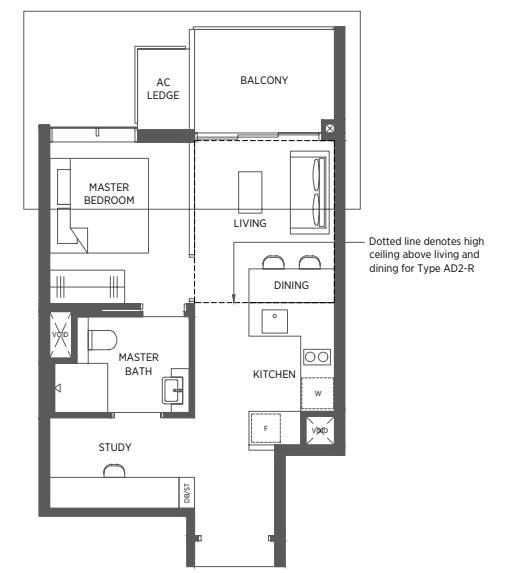 AC
LEDGE
BALCONY
MASTER
BEDROOM
LIVING
Dotted line denotes high
ceiling above living and
dining for Type AD2-R
DINING
VOID
MASTER
BATH
KITCHEN
W
F
VOID
STUDY
DB/ST